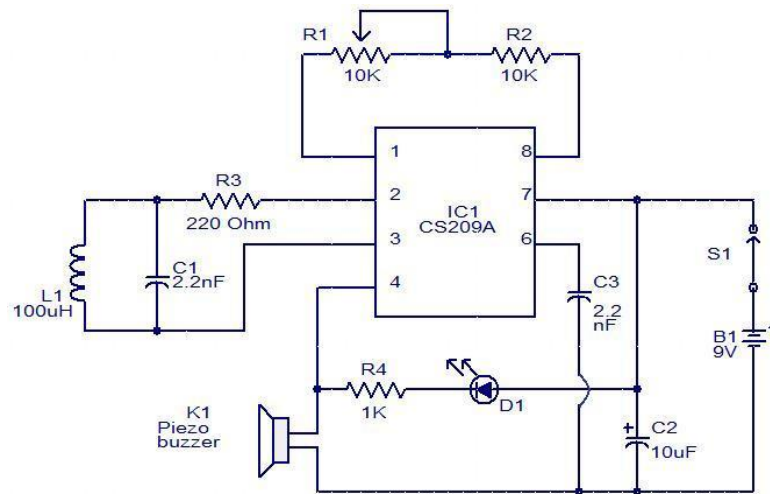 R1
R2
10K
10K
1
8
R3
2
7
220 Ohm
IC1
CS209A
3
6
S1
C1
2.2nF
L1
100uH
4
C3
2.2
nF
B1
9V
+
R4
1K
D1
K1
Piezo
buzzer
+
C2
10uF